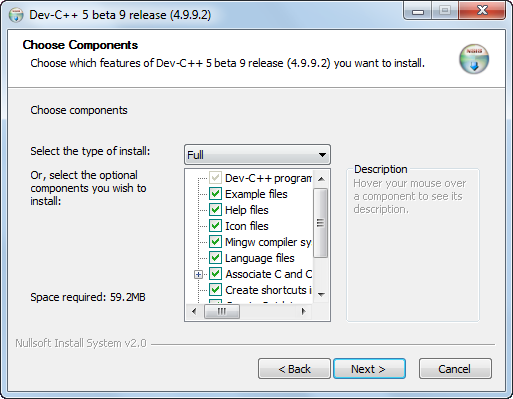 Dev-C++ 5 beta 9 release (4.9.9.2)
Choose Components
Choose which features of Dev-C++ 5 beta 9 release (4.9.9.2) you want to install.
Choose components
Select the type of install:
Full
Or, select the optional
components you wish to
install:
Dev-C++ program
Example files
Help files
Icon files
Mingw compiler sy
Language files
Associate C and C
Create shortcuts i
Description
Hover your mouse over
a component to see its
description.
Space required: 59.2MB
Nullsoft Install System v2.0
< Back
Next >
Cancel